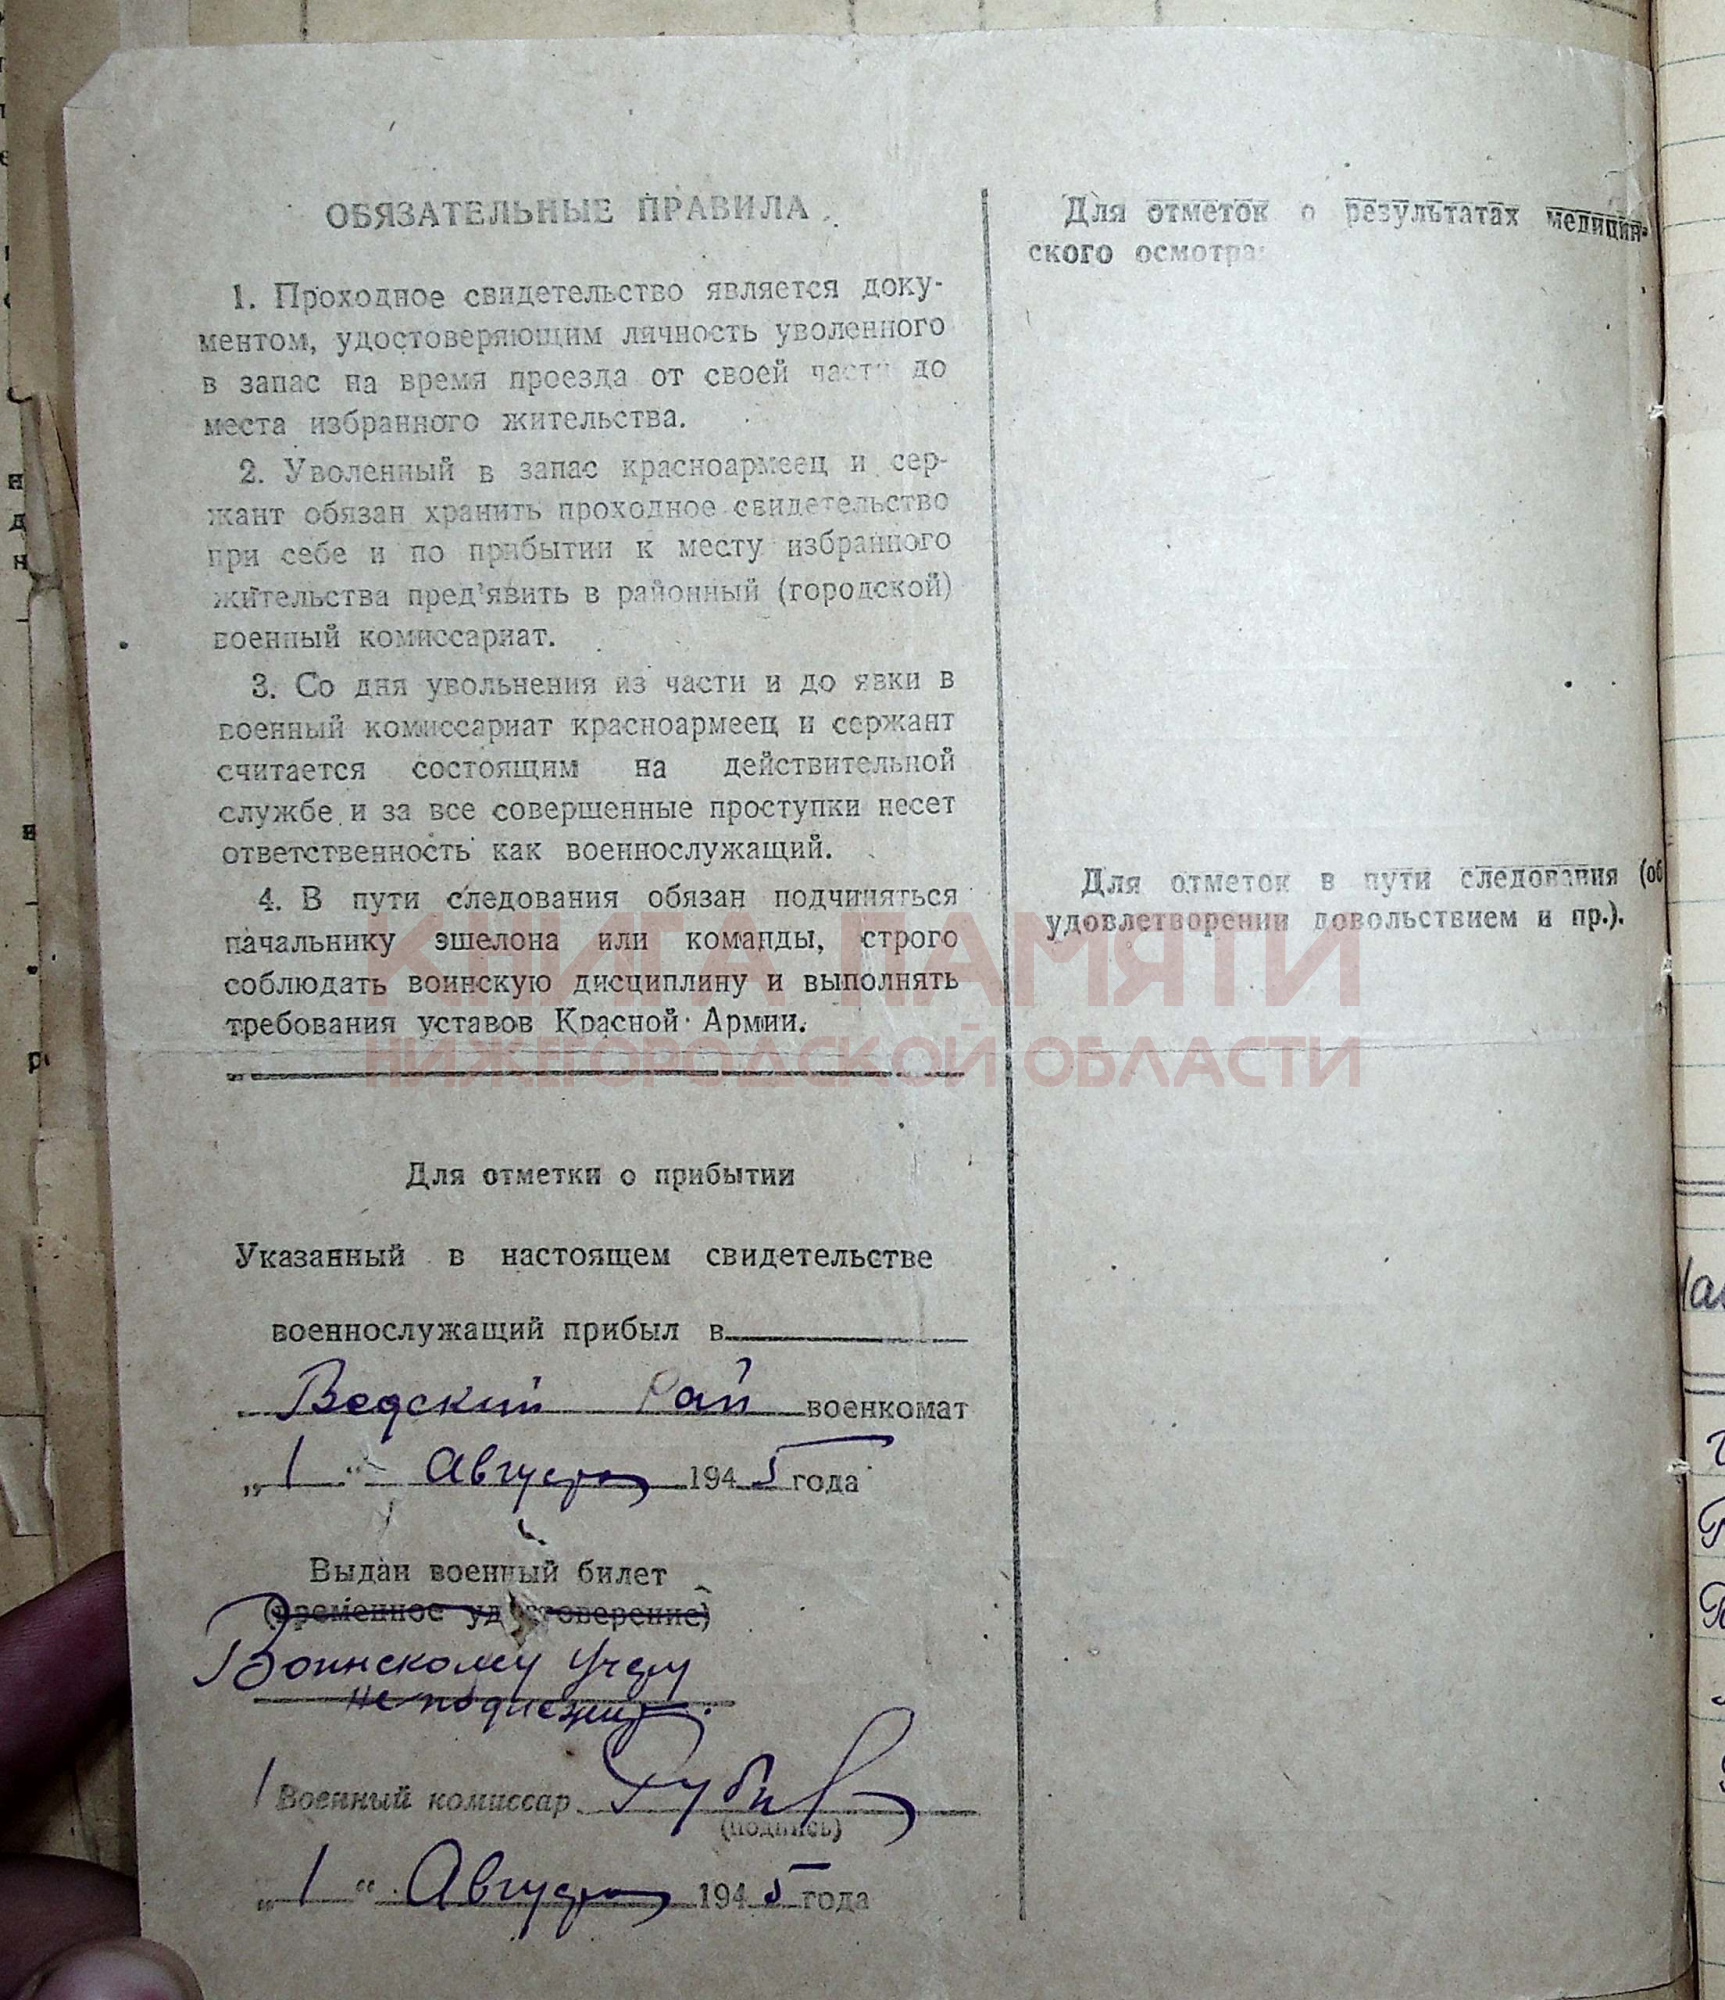 ОБЯЗАТЕЛЬНЫЕ ПРАВИЛА
1. Проходное свидетельство является доку-
ментом, удостоверяющим личность уволенного
в запас на время проезда от своей части до
места избранного жительства.
2. Уволенный в запас красноармеец и сер-
жант обязан хранить проходное свидетельство
при себе и по прибытии к месту избранного
жительства пред'явить в районный (городской)
военный комиссариат.
3. Со дня увольнения из части и до явки в
военный комиссариат красноармеец и сержант
считается состоящим на действительной
службе и за все совершенные проступки несет
ответственность как военнослужащий.
4. В пути следования обязан подчиняться
начальнику эшелона или команды, строго
соблюдать воинскую дисциплину и выполнять
требования уставов Красной Армии.
Для отметки о прибытии
Указанный в настоящем свидетельстве
военнослужащий прибыл в
Вадский Рай военкомат
„1“ Августа 1945 года
Выдан военный билет
(временное удостоверение)
Воинскому учету
не подлежит.
Военный комиссар
(подпись)
„1“ Августа 1945 года
Для отметок о результатах медицин-
ского осмотра:
Для отметок в пути следования (об
удовлетворении довольствием и пр.).
КНИГА ПАМЯТИ
НИЖЕГОРОДСКОЙ ОБЛАСТИ